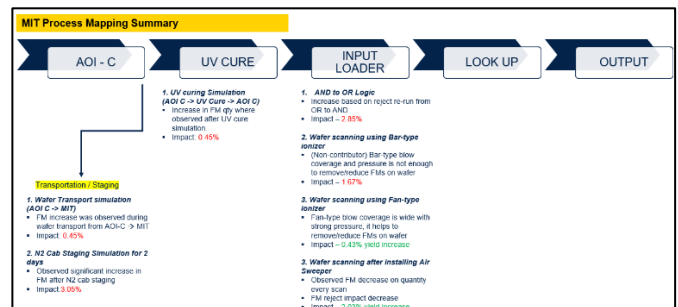 MIT Process Mapping Summary
AOI - C
UV CURE
INPUT
LOADER
LOOK UP
OUTPUT
Transportation / Staging
1. Wafer Transport simulation
(AOI C -> MIT)
▪ FM increase was observed during
wafer transport from AOI-C → MIT
▪ Impact: 0.45%
2. N2 Cab Staging Simulation for 2
days
▪ Observed significant increase in
FM after N2 cab staging
▪ Impact:3.05%
1. UV curing Simulation
(AOI C -> UV Cure -> AOI C)
▪ Increase in FM qty where
observed after UV cure
simulation.
▪ Impact: 0.45%
1. AND to OR Logic
▪ Increase based on reject re-run from
OR to AND
▪ Impact – 2.85%
2. Wafer scanning using Bar-type
ionizer
▪ (Non-contributor) Bar-type blow
coverage and pressure is not enough
to remove/reduce FMs on wafer
▪ Impact – 1.67%
3. Wafer scanning using Fan-type
ionizer
▪ Fan-type blow coverage is wide with
strong pressure, it helps to
remove/reduce FMs on wafer
▪ Impact – 0.43% yield increase
3. Wafer scanning after installing Air
Sweeper
▪ Observed FM decrease on quantity
every scan
▪ FM reject impact decrease
▪ Impact – 2.03% yield increase